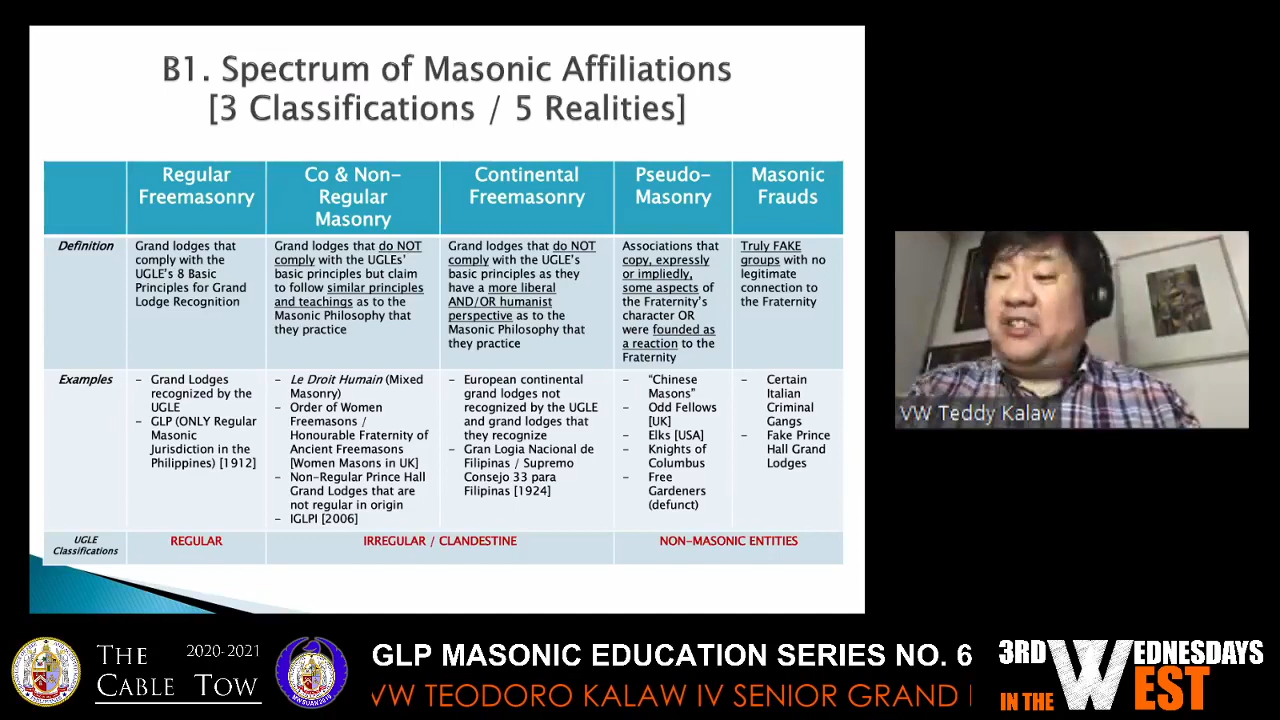 B1. Spectrum of Masonic Affiliations
[3 Classifications / 5 Realities]
Regular
Freemasonry
Co & Non-
Regular
Masonry
Continental
Freemasonry
Pseudo-
Masonry
Masonic
Frauds
Definition
Grand lodges that
comply with the
UGLE's 8 Basic
Principles for Grand
Lodge Recognition
Grand lodges that do NOT
comply with the UGLEs'
basic principles but claim
to follow similar principles
and teachings as to the
Masonic Philosophy that
they practice
Grand lodges that do NOT
comply with the UGLE's
basic principles as they
have a more liberal
AND/OR humanist
perspective as to the
Masonic Philosophy that
they practice
Associations that
copy, expressly
or impliedly,
some aspects of
the Fraternity's
character OR
were founded as
a reaction to the
Fraternity
Truly FAKE
groups with no
legitimate
connection to
the Fraternity
Examples
- Grand Lodges
recognized by the
UGLE
- GLP (ONLY Regular
Masonic
Jurisdiction in the
Philippines) [1912]
- Le Droit Humain (Mixed
Masonry)
- Order of Women
Freemasons /
Honourable Fraternity of
Ancient Freemasons
[Women Masons in UK]
- Non-Regular Prince Hall
Grand Lodges that are
not regular in origin
- IGLPI [2006]
- European continental
grand lodges not
recognized by the UGLE
and grand lodges that
they recognize
- Gran Logia Nacional de
Filipinas / Supremo
Consejo 33 para
Filipinas [1924]
- "Chinese
Masons"
- Odd Fellows
[UK]
- Elks [USA]
- Knights of
Columbus
- Free
Gardeners
(defunct)
- Certain
Italian
Criminal
Gangs
- Fake Prince
Hall Grand
Lodges
UGLE
Classifications
REGULAR
IRREGULAR / CLANDESTINE
NON-MASONIC ENTITIES
VW Teddy Kalaw
THE 2020-2021
CABLE TOW
GLP MASONIC EDUCATION SERIES NO. 6
VW TEODORO KALAW IV SENIOR GRAND
3RD WEDNESDAYS
IN THE WEST